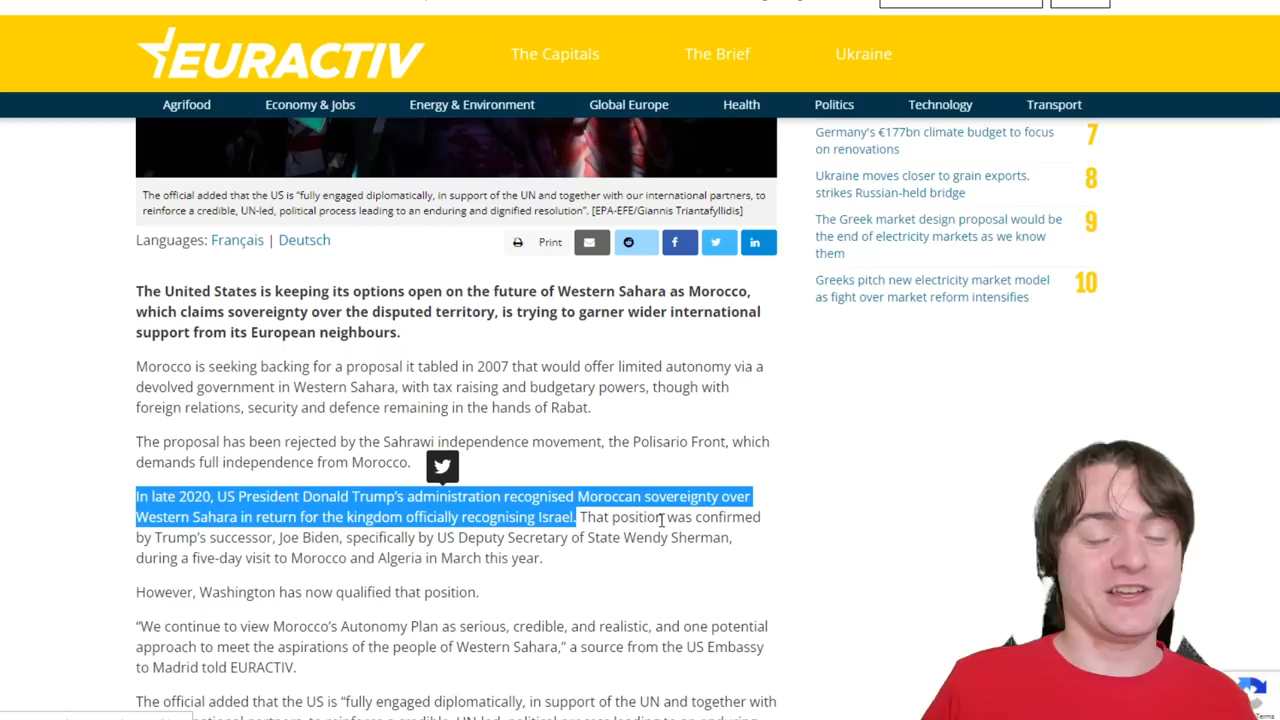 EURACTIV
The Capitals
The Brief
Ukraine
Agrifood
Economy & Jobs
Energy & Environment
Global Europe
Health
Politics
Technology
Transport
The official added that the US is “fully engaged diplomatically, in support of the UN and together with our international partners, to
reinforce a credible, UN-led, political process leading to an enduring and dignified resolution”. [EPA-EFE/Giannis Triantafyllidis]
Languages: Français | Deutsch
Print
The United States is keeping its options open on the future of Western Sahara as Morocco,
which claims sovereignty over the disputed territory, is trying to garner wider international
support from its European neighbours.
Morocco is seeking backing for a proposal it tabled in 2007 that would offer limited autonomy via a
devolved government in Western Sahara, with tax raising and budgetary powers, though with
foreign relations, security and defence remaining in the hands of Rabat.
The proposal has been rejected by the Sahrawi independence movement, the Polisario Front, which
demands full independence from Morocco.
In late 2020, US President Donald Trump’s administration recognised Moroccan sovereignty over
Western Sahara in return for the kingdom officially recognising Israel. That position was confirmed
by Trump’s successor, Joe Biden, specifically by US Deputy Secretary of State Wendy Sherman,
during a five-day visit to Morocco and Algeria in March this year.
However, Washington has now qualified that position.
“We continue to view Morocco’s Autonomy Plan as serious, credible, and realistic, and one potential
approach to meet the aspirations of the people of Western Sahara,” a source from the US Embassy
to Madrid told EURACTIV.
The official added that the US is “fully engaged diplomatically, in support of the UN and together with
Germany's €177bn climate budget to focus
on renovations
7
Ukraine moves closer to grain exports,
strikes Russian-held bridge
8
The Greek market design proposal would be
the end of electricity markets as we know
them
9
Greeks pitch new electricity market model
as fight over market reform intensifies
10